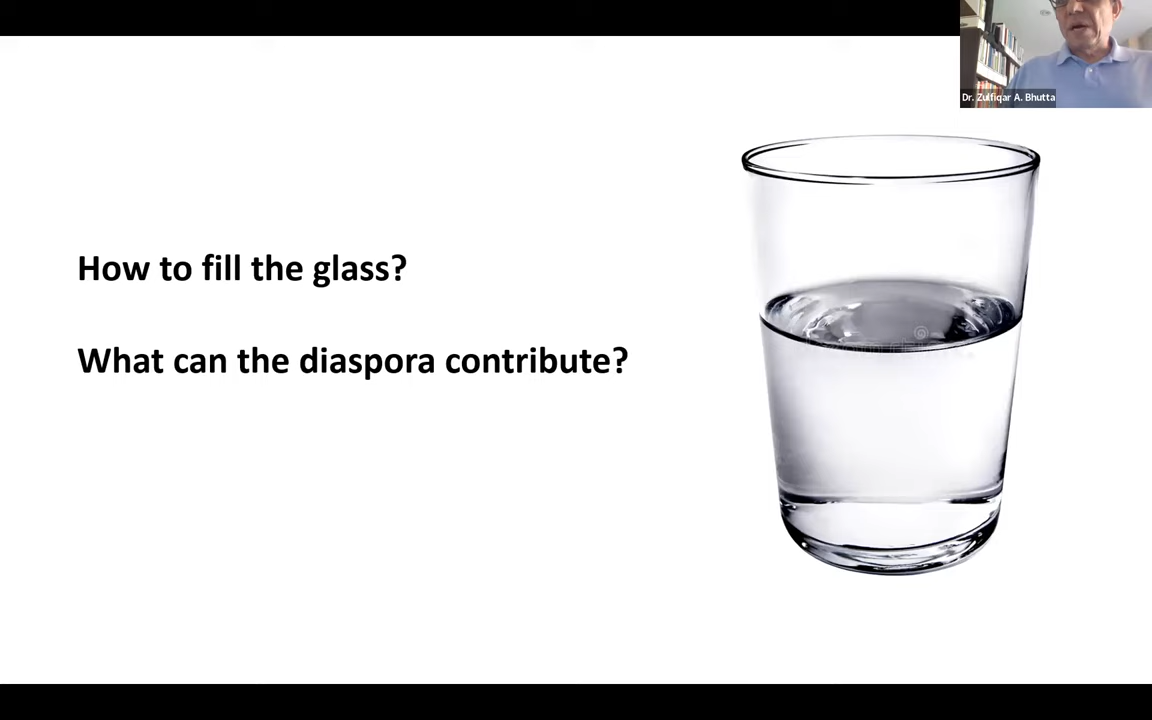 Dr. Zulfiqar A. Bhutta
How to fill the glass?
What can the diaspora contribute?